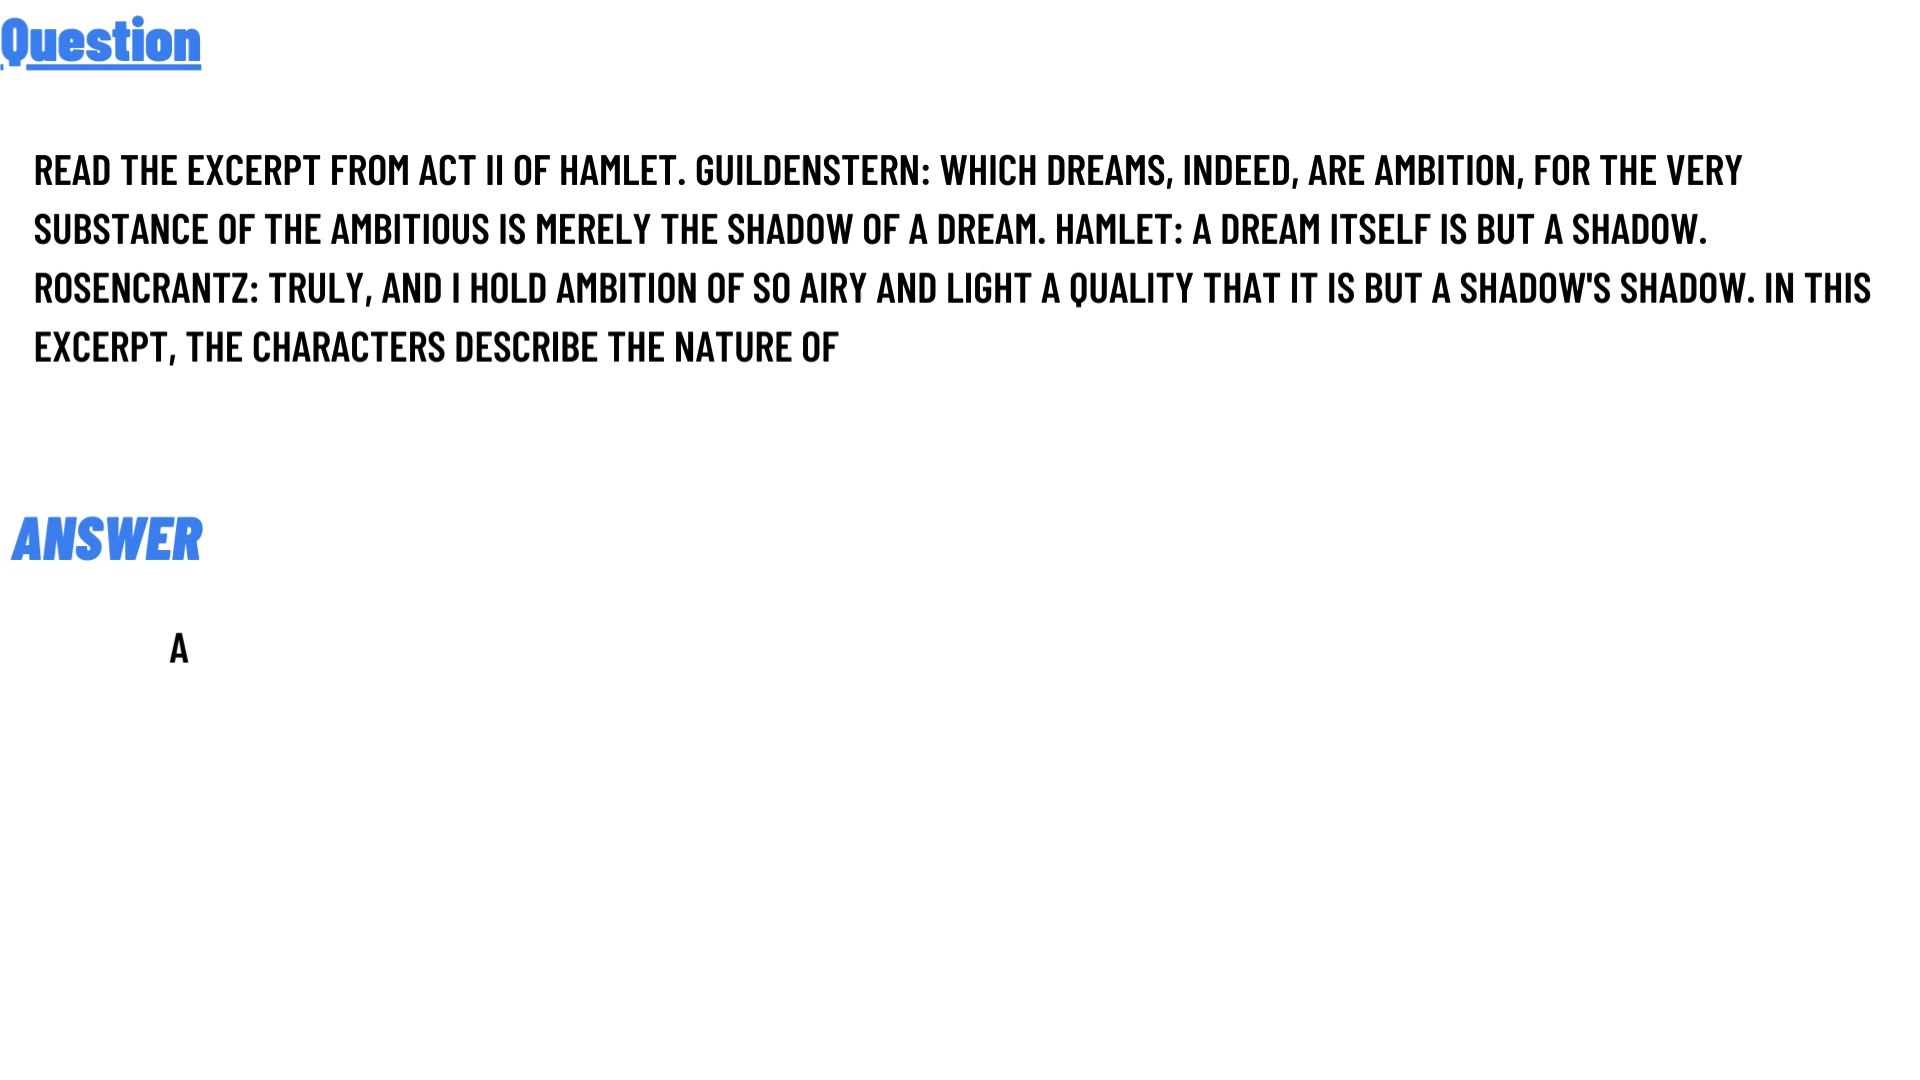 Question
READ THE EXCERPT FROM ACT II OF HAMLET. GUILDENSTERN: WHICH DREAMS, INDEED, ARE AMBITION, FOR THE VERY
SUBSTANCE OF THE AMBITIOUS IS MERELY THE SHADOW OF A DREAM. HAMLET: A DREAM ITSELF IS BUT A SHADOW.
ROSENCRANTZ: TRULY, AND I HOLD AMBITION OF SO AIRY AND LIGHT A QUALITY THAT IT IS BUT A SHADOW'S SHADOW. IN THIS
EXCERPT, THE CHARACTERS DESCRIBE THE NATURE OF
ANSWER
A